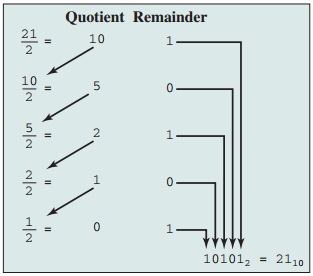 Quotient Remainder
21/2 = 10 1
10/2 = 5 0
5/2 = 2 1
2/2 = 1 0
1/2 = 0 1
10101₂ = 21₁₀